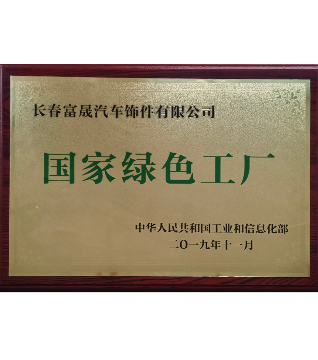 长春富晟汽车饰件有限公司
国家绿色工厂
中华人民共和国工业和信息化部
二〇一九年十一月